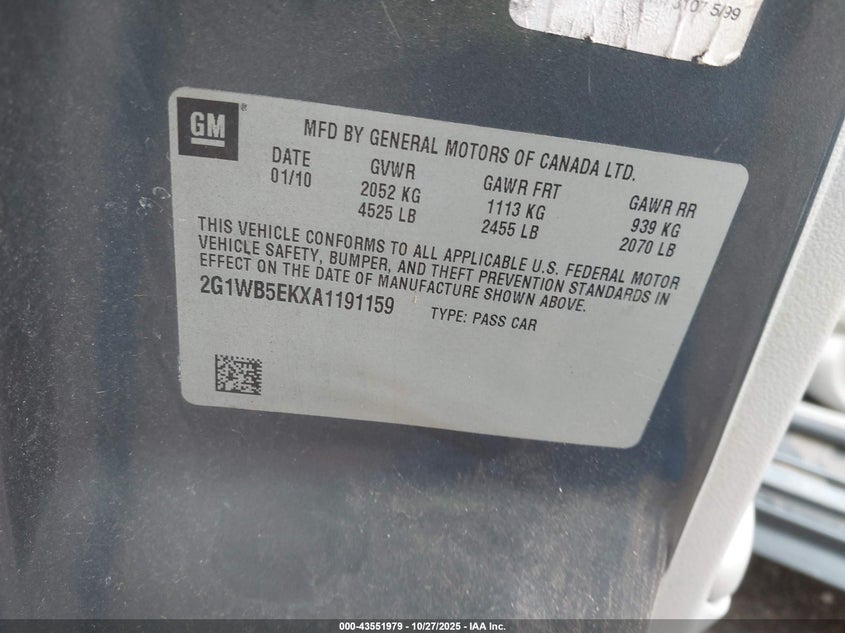 3107 5/99
GM
®
MFD BY GENERAL MOTORS OF CANADA LTD.
DATE GVWR GAWR FRT GAWR RR
01/10 2052 KG 1113 KG 939 KG
4525 LB 2455 LB 2070 LB
THIS VEHICLE CONFORMS TO ALL APPLICABLE U.S. FEDERAL MOTOR
VEHICLE SAFETY, BUMPER, AND THEFT PREVENTION STANDARDS IN
EFFECT ON THE DATE OF MANUFACTURE SHOWN ABOVE.
2G1WB5EKXA1191159 TYPE: PASS CAR
000-43551979 - 10/27/2025 - IAA Inc.